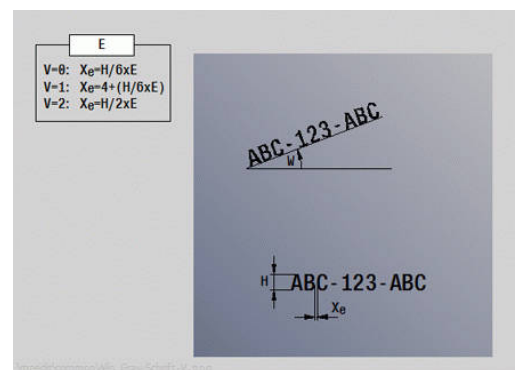 E
V=0: Xe=H/6xE
V=1: Xe=4+(H/6xE)
V=2: Xe=H/2xE
ABC-123-ABC
W
H
ABC-123-ABC
Xe